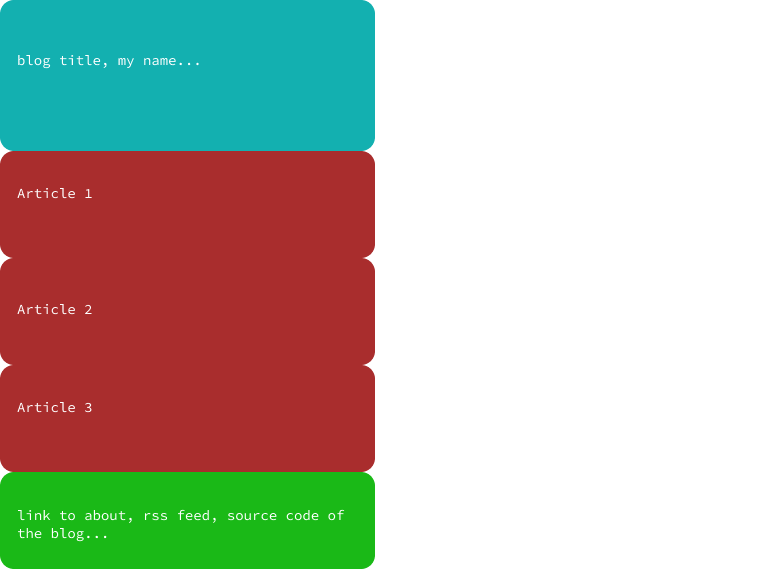 blog title, my name...
Article 1
Article 2
Article 3
link to about, rss feed, source code of
the blog...